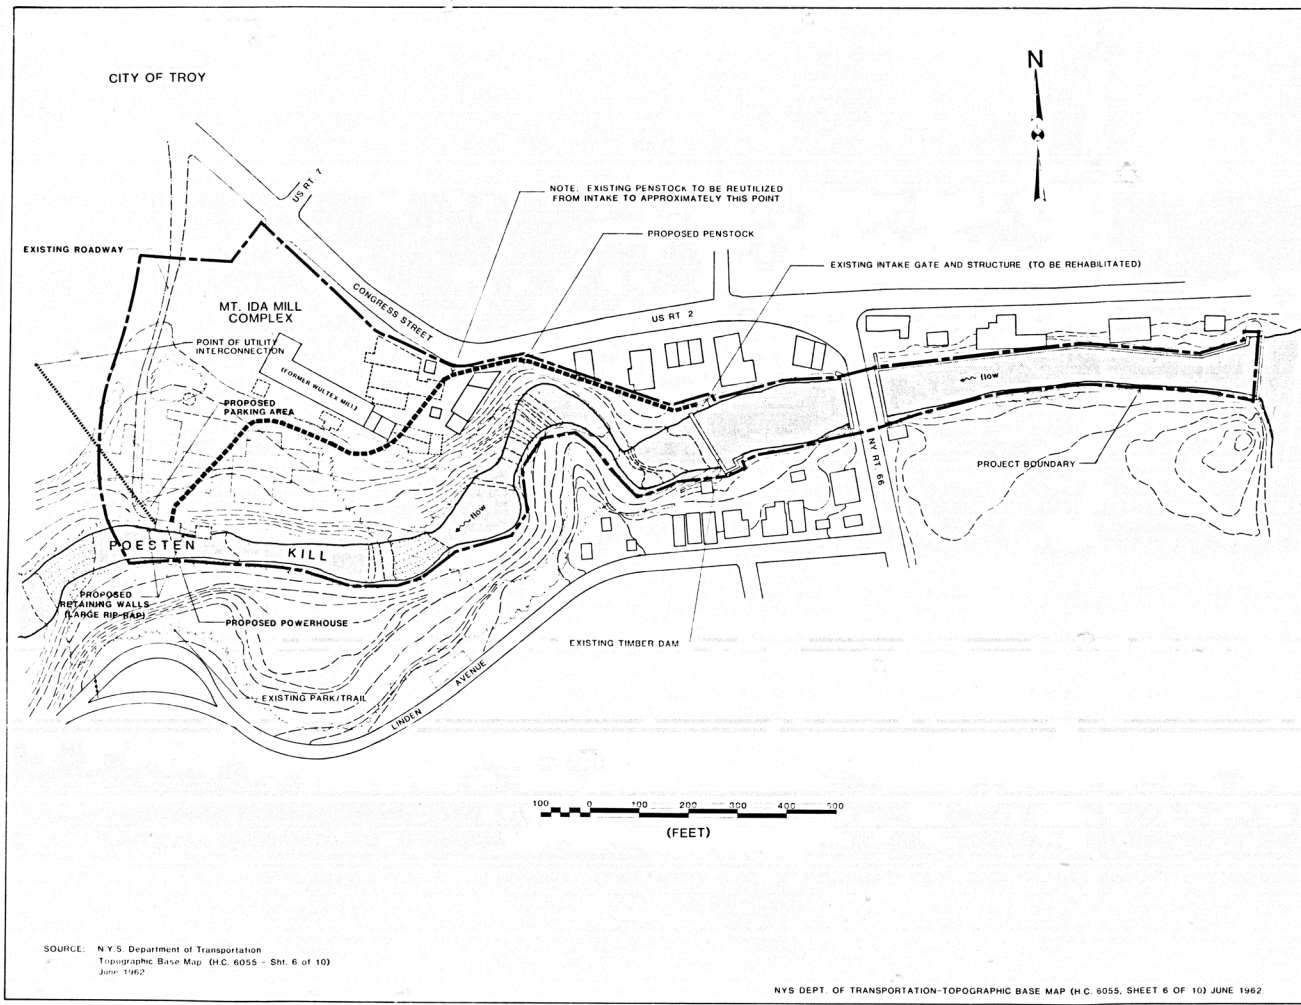 N
CITY OF TROY
US RT. 7
NOTE: EXISTING PENSTOCK TO BE REUTILIZED
FROM INTAKE TO APPROXIMATELY THIS POINT
PROPOSED PENSTOCK
EXISTING ROADWAY
EXISTING INTAKE GATE AND STRUCTURE (TO BE REHABILITATED)
MT. IDA MILL
COMPLEX
CONGRESS STREET
US RT 2
POINT OF UTILITY
INTERCONNECTION
(FORMER WULTEX MILL)
flow
PROPOSED
PARKING AREA
NY RT. 66
PROJECT BOUNDARY
flow
POESTEN KILL
PROPOSED
RETAINING WALLS
(LARGE RIP-RAP)
PROPOSED POWERHOUSE
EXISTING TIMBER DAM
EXISTING PARK/TRAIL
LINDEN AVENUE
100 0 100 200 300 400 500
(FEET)
SOURCE: N.Y.S. Department of Transportation
Topographic Base Map (H.C. 6055 - Sht. 6 of 10)
June 1962
NYS DEPT. OF TRANSPORTATION-TOPOGRAPHIC BASE MAP (H.C. 6055, SHEET 6 OF 10) JUNE 1962.